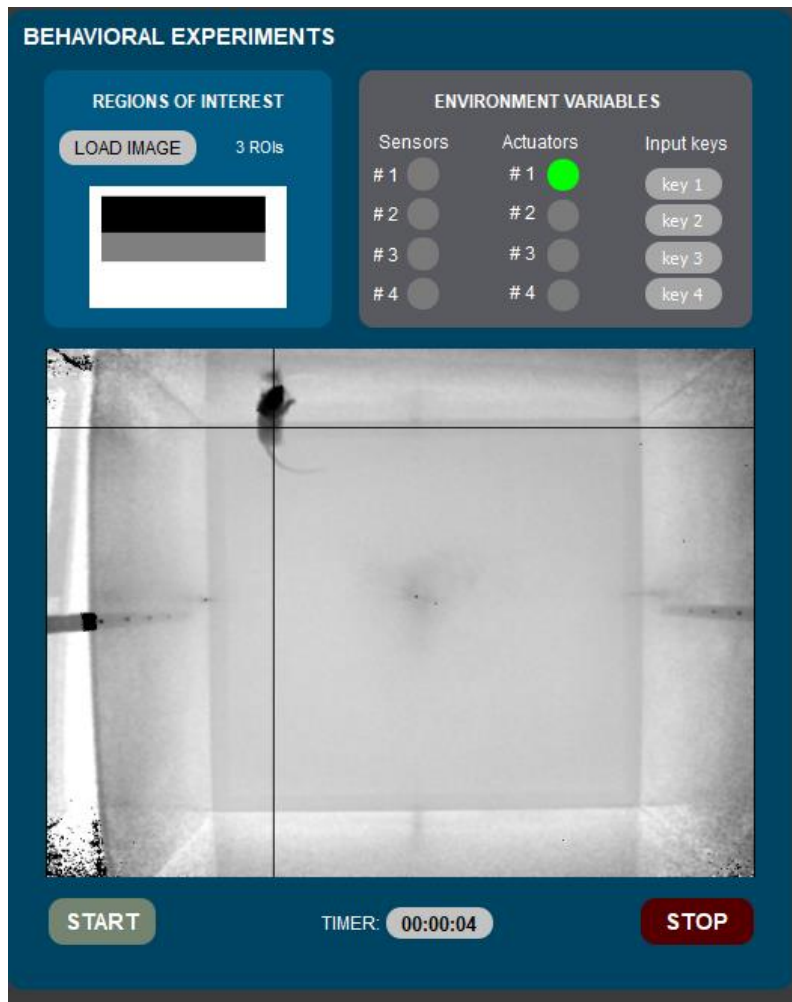 BEHAVIORAL EXPERIMENTS
REGIONS OF INTEREST
LOAD IMAGE
3 ROIs
ENVIRONMENT VARIABLES
Sensors
Actuators
Input keys
# 1
# 1
key 1
# 2
# 2
key 2
# 3
# 3
key 3
# 4
# 4
key 4
START
TIMER: 00:00:04
STOP